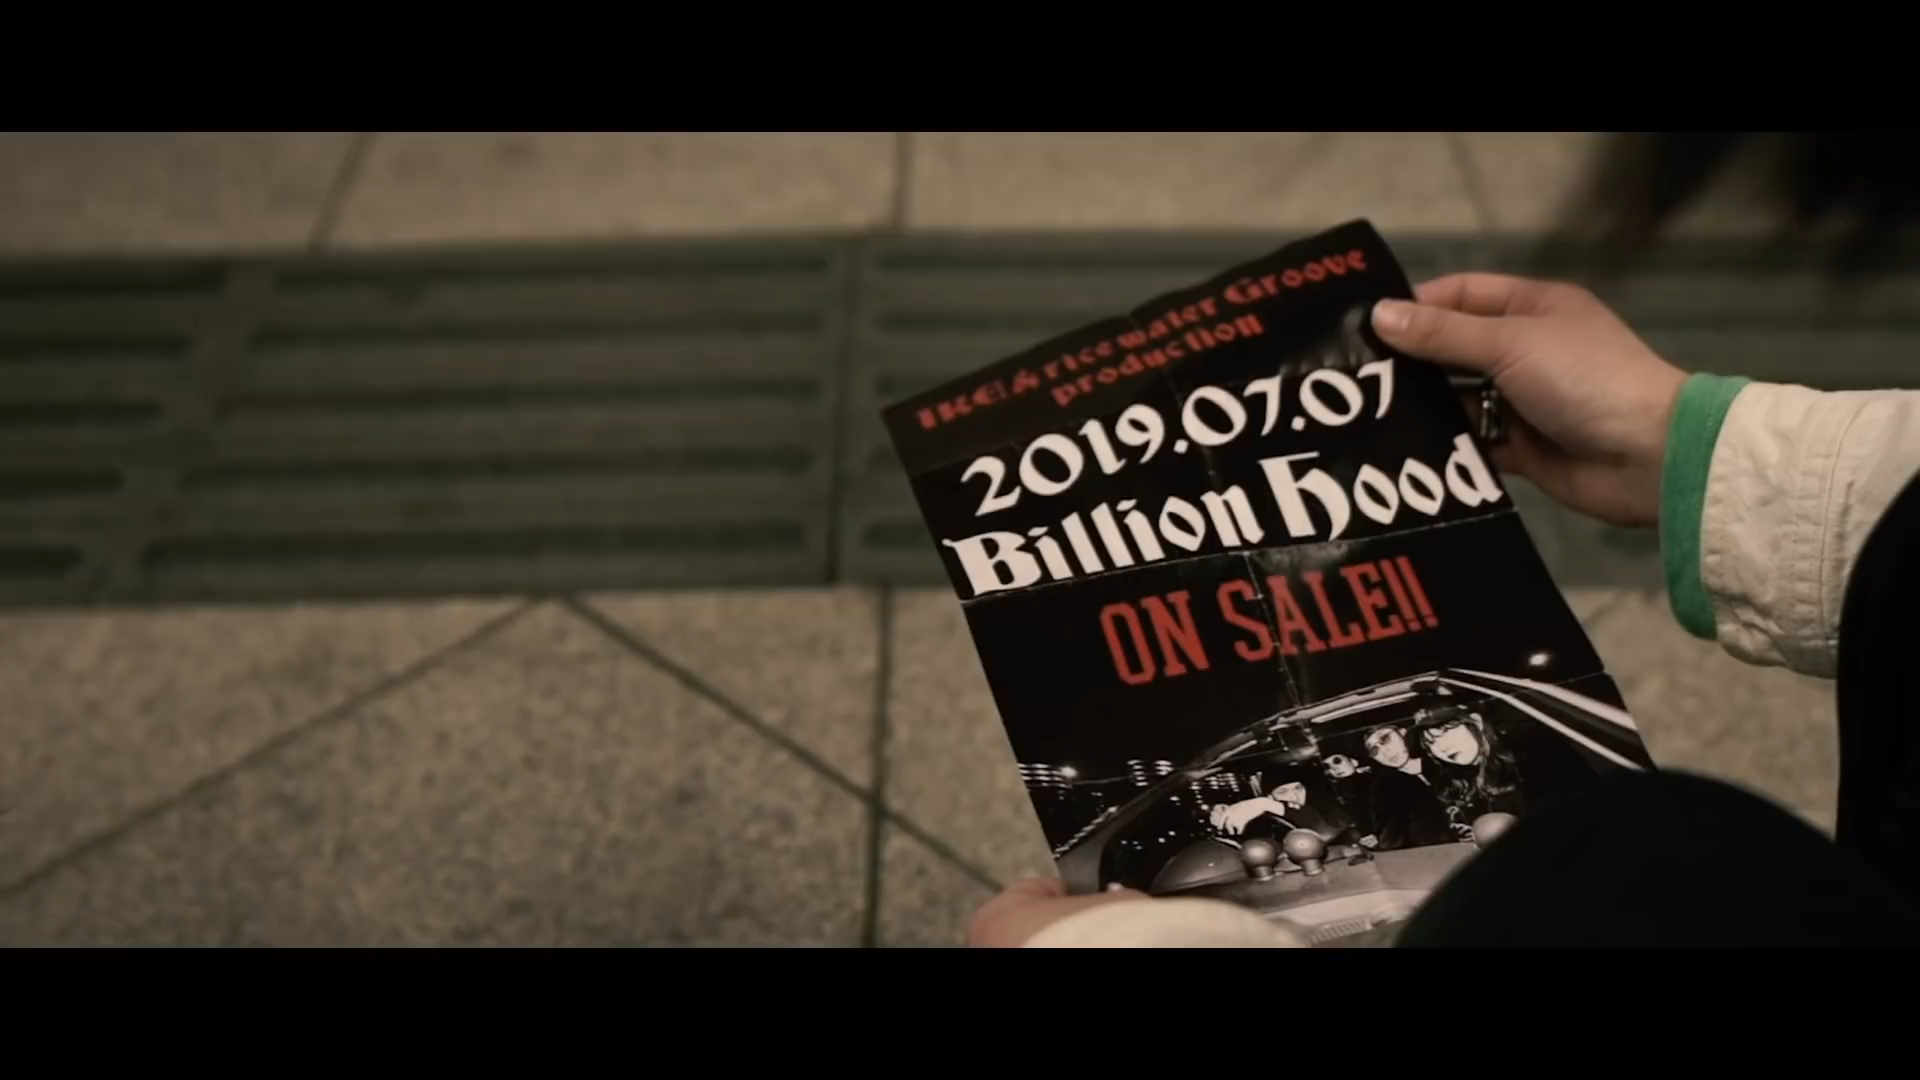 IKE! & ricewater Groove
production
2019.07.07
Billion Hood
ON SALE!!